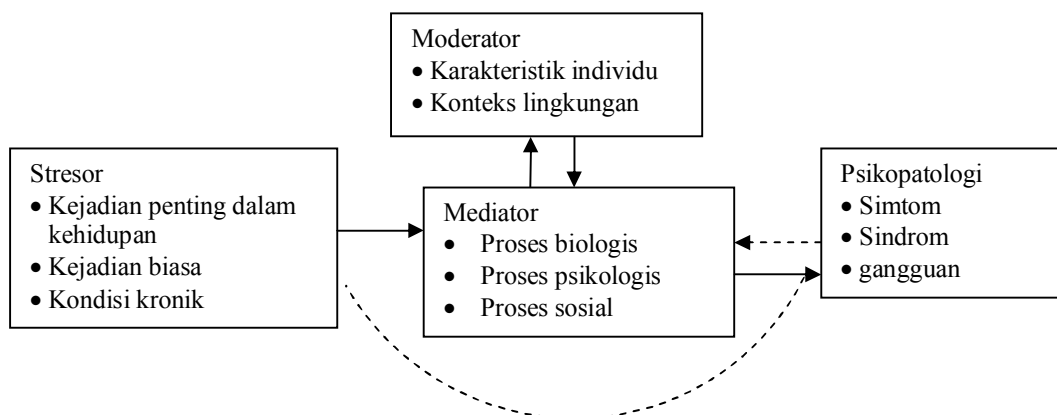 Moderator
• Karakteristik individu
• Konteks lingkungan
Stresor
• Kejadian penting dalam
kehidupan
• Kejadian biasa
• Kondisi kronik
Mediator
• Proses biologis
• Proses psikologis
• Proses sosial
Psikopatologi
• Simtom
• Sindrom
• gangguan